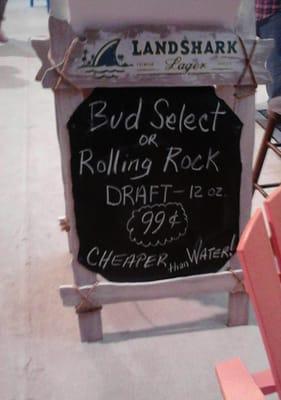 LANDSHARK
Lager
Bud Select
OR
Rolling Rock
DRAFT - 12 oz.
99¢
CHEAPER than WATER!